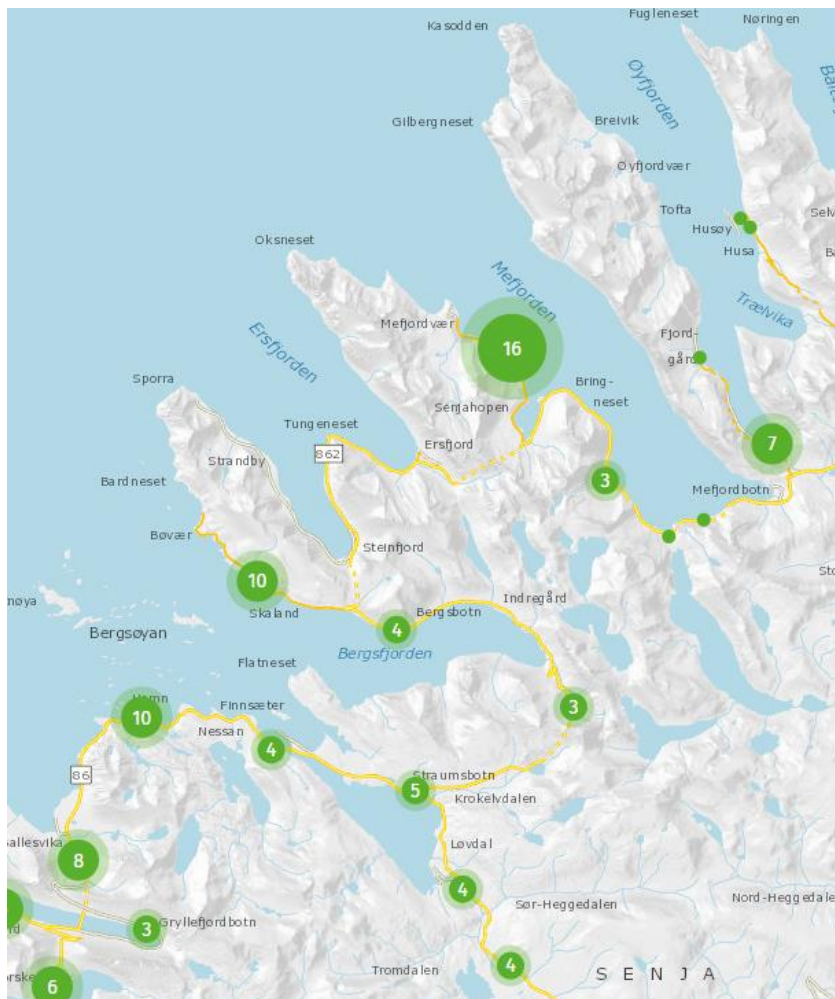 Fugleneset
Nøringen
Kasodden
Øyfjorden
Gilbergneset
Breivik
Øyfjordvær
Tofta
Husøy
Husa
Oksneset
Mefjorden
Trælvika
Mefjordvær
Ersfjorden
16
Fjord-
gård
Sporra
Bring-
neset
Senjahopen
Tungeneset
Ersfjord
7
862
Strandby
Bardneset
3
Mefjordbotn
Bøvær
Steinfjord
10
Skaland
Bergsbotn
Indregård
4
Bergsøyan
Bergsfjorden
Flatneset
Finnsæter
10
Nessan
3
4
86
Straumsbotn
5
Krokelvdalen
Løvdal
8
4
Sør-Heggedalen
Nord-Heggedale
3
Gryllefjordbotn
4
Tromdalen
SENJA
6